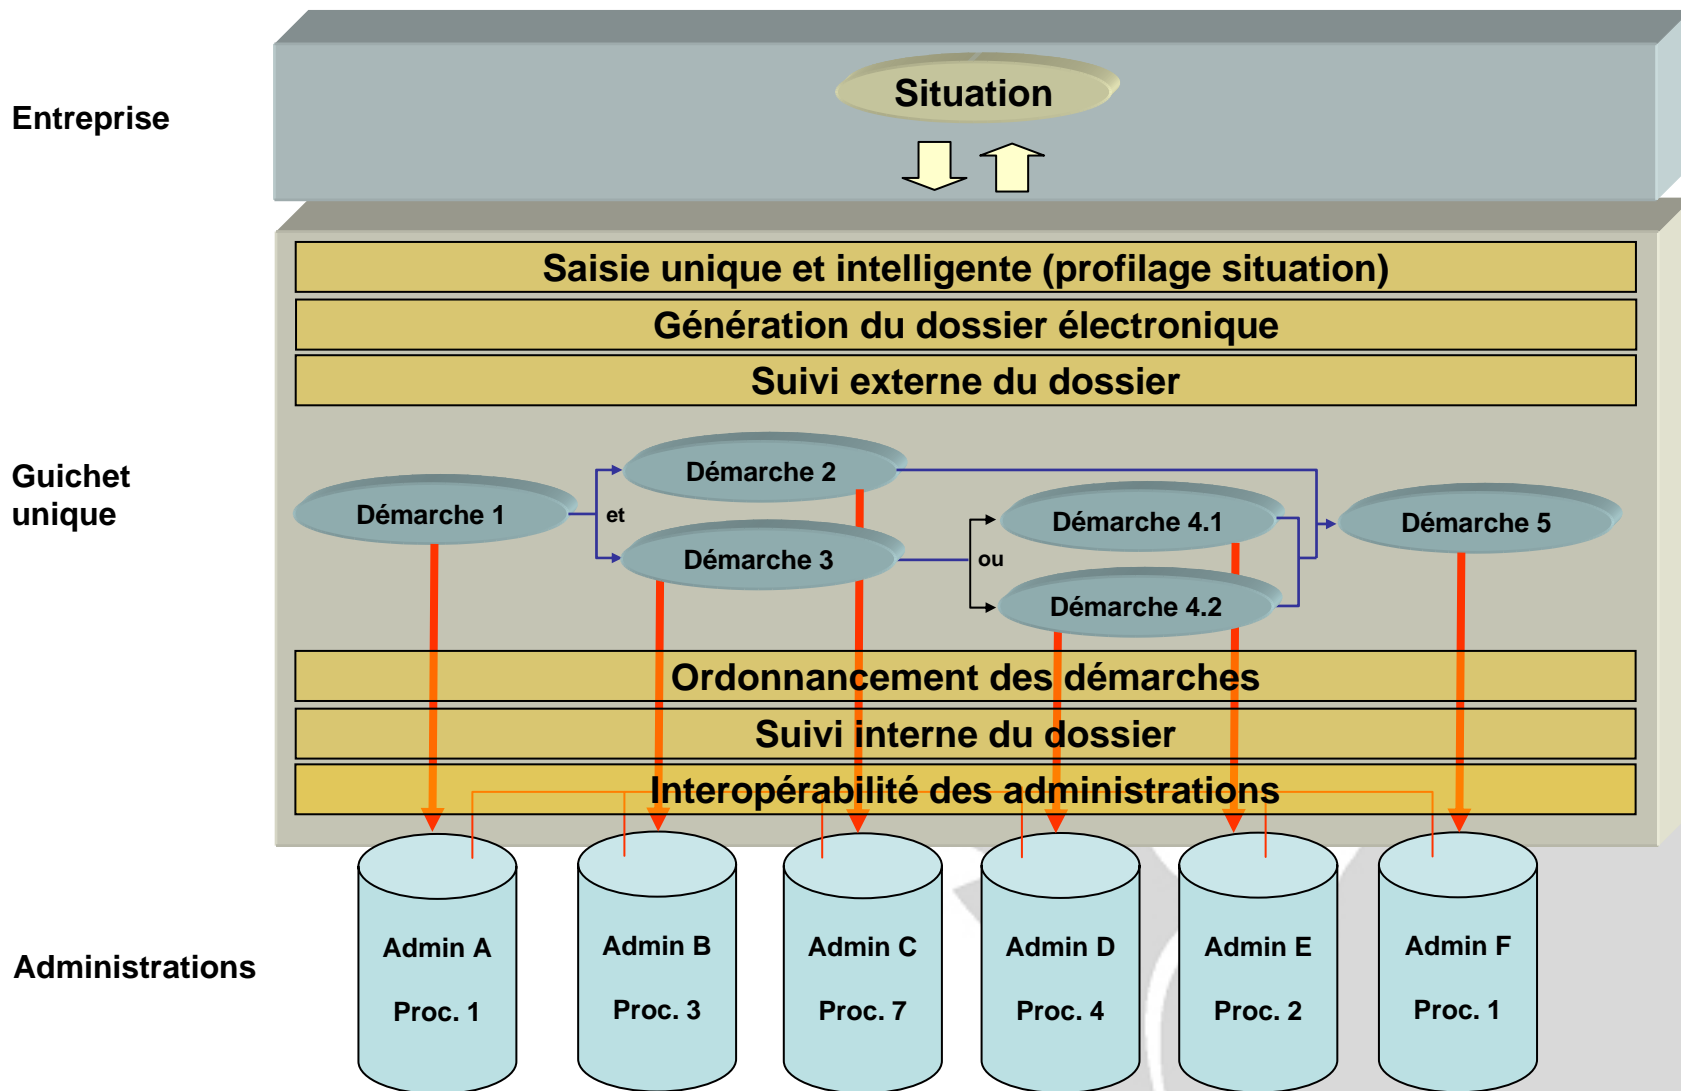 Situation
Entreprise
Saisie unique et intelligente (profilage situation)
Génération du dossier électronique
Suivi externe du dossier
Guichet
unique
Démarche 1
et
Démarche 2
Démarche 3
ou
Démarche 4.1
Démarche 4.2
Démarche 5
Ordonnancement des démarches
Suivi interne du dossier
Interopérabilité des administrations
Administrations
Admin A
Proc. 1
Admin B
Proc. 3
Admin C
Proc. 7
Admin D
Proc. 4
Admin E
Proc. 2
Admin F
Proc. 1